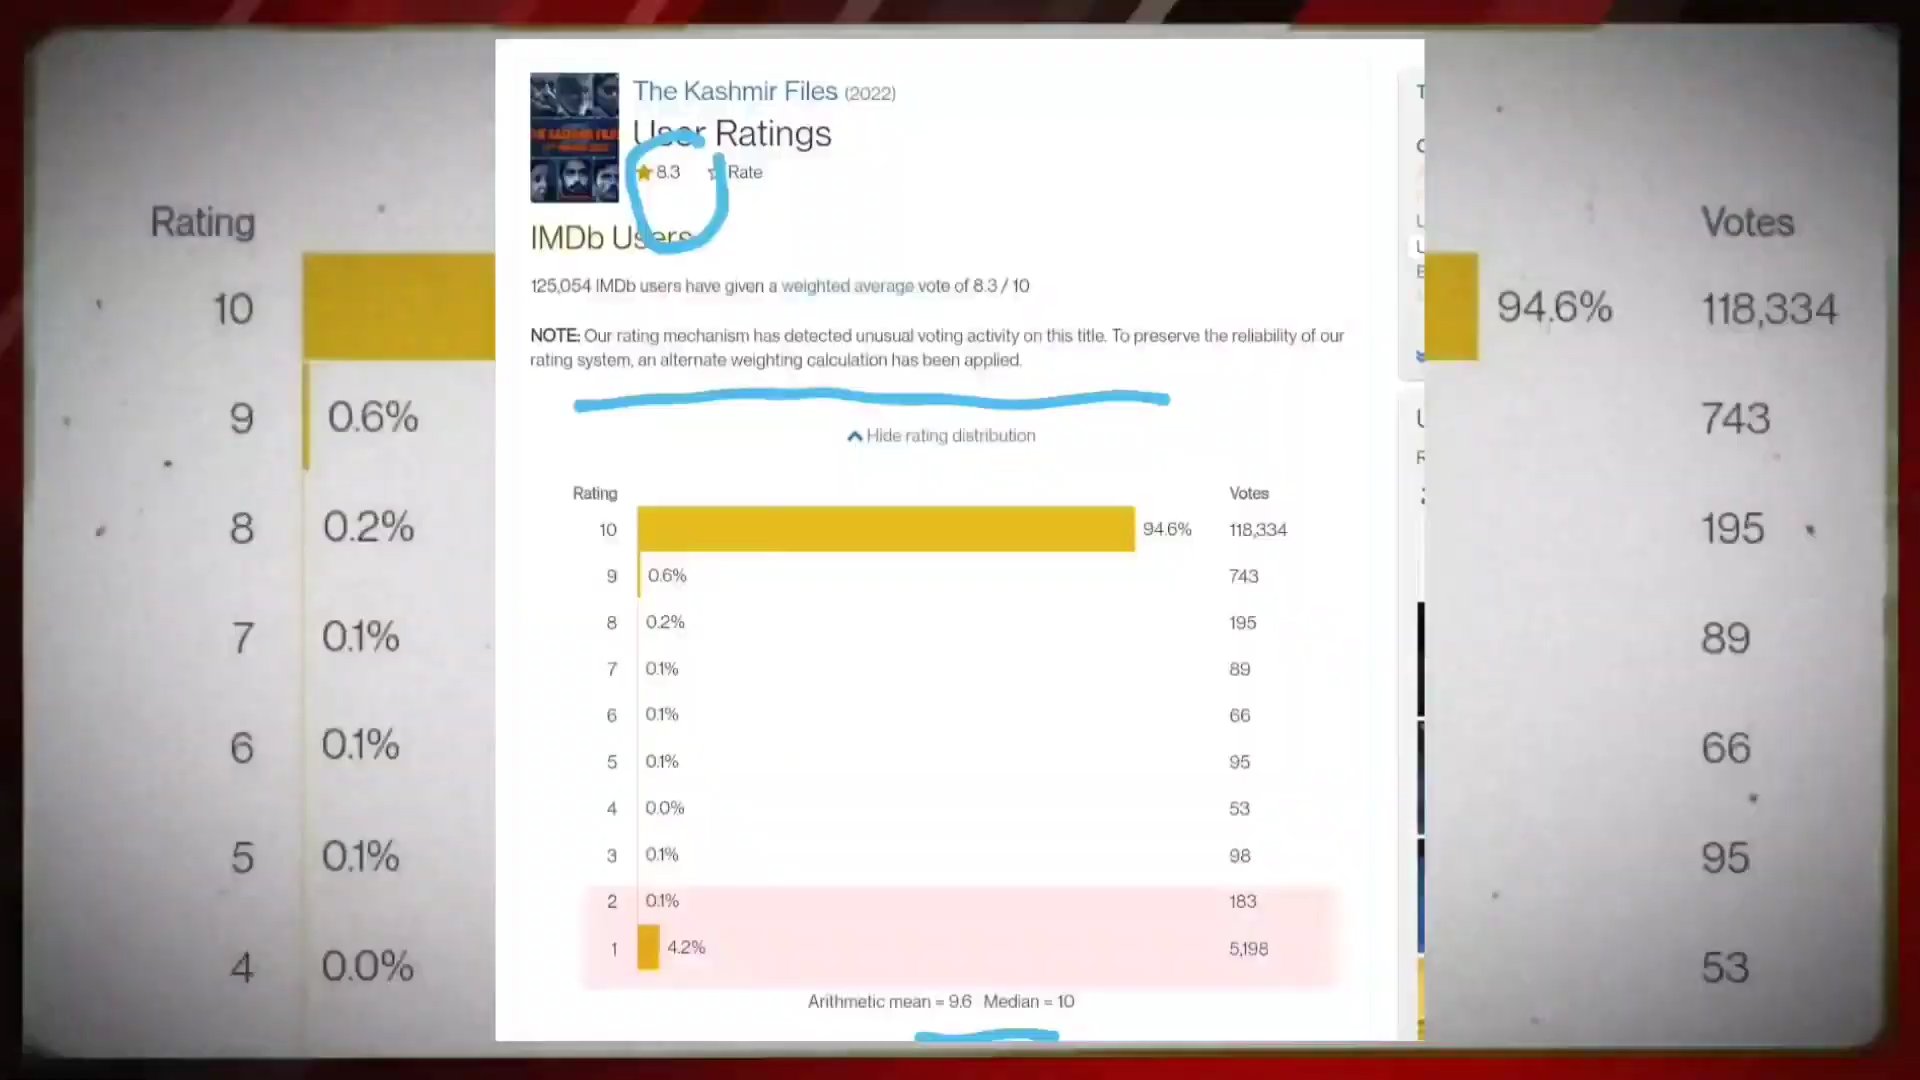 The Kashmir Files (2022)
User Ratings
8.3 Rate
IMDb Users
125,054 IMDb users have given a weighted average vote of 8.3 / 10
NOTE: Our rating mechanism has detected unusual voting activity on this title. To preserve the reliability of our
rating system, an alternate weighting calculation has been applied.
Hide rating distribution
Rating Votes
10 94.6% 118,334
9 0.6% 743
8 0.2% 195
7 0.1% 89
6 0.1% 66
5 0.1% 95
4 0.0% 53
3 0.1% 98
2 0.1% 183
1 4.2% 5,198
Arithmetic mean = 9.6 Median = 10
Rating Votes
10 94.6% 118,334
9 0.6% 743
8 0.2% 195
7 0.1% 89
6 0.1% 66
5 0.1% 95
4 0.0% 53